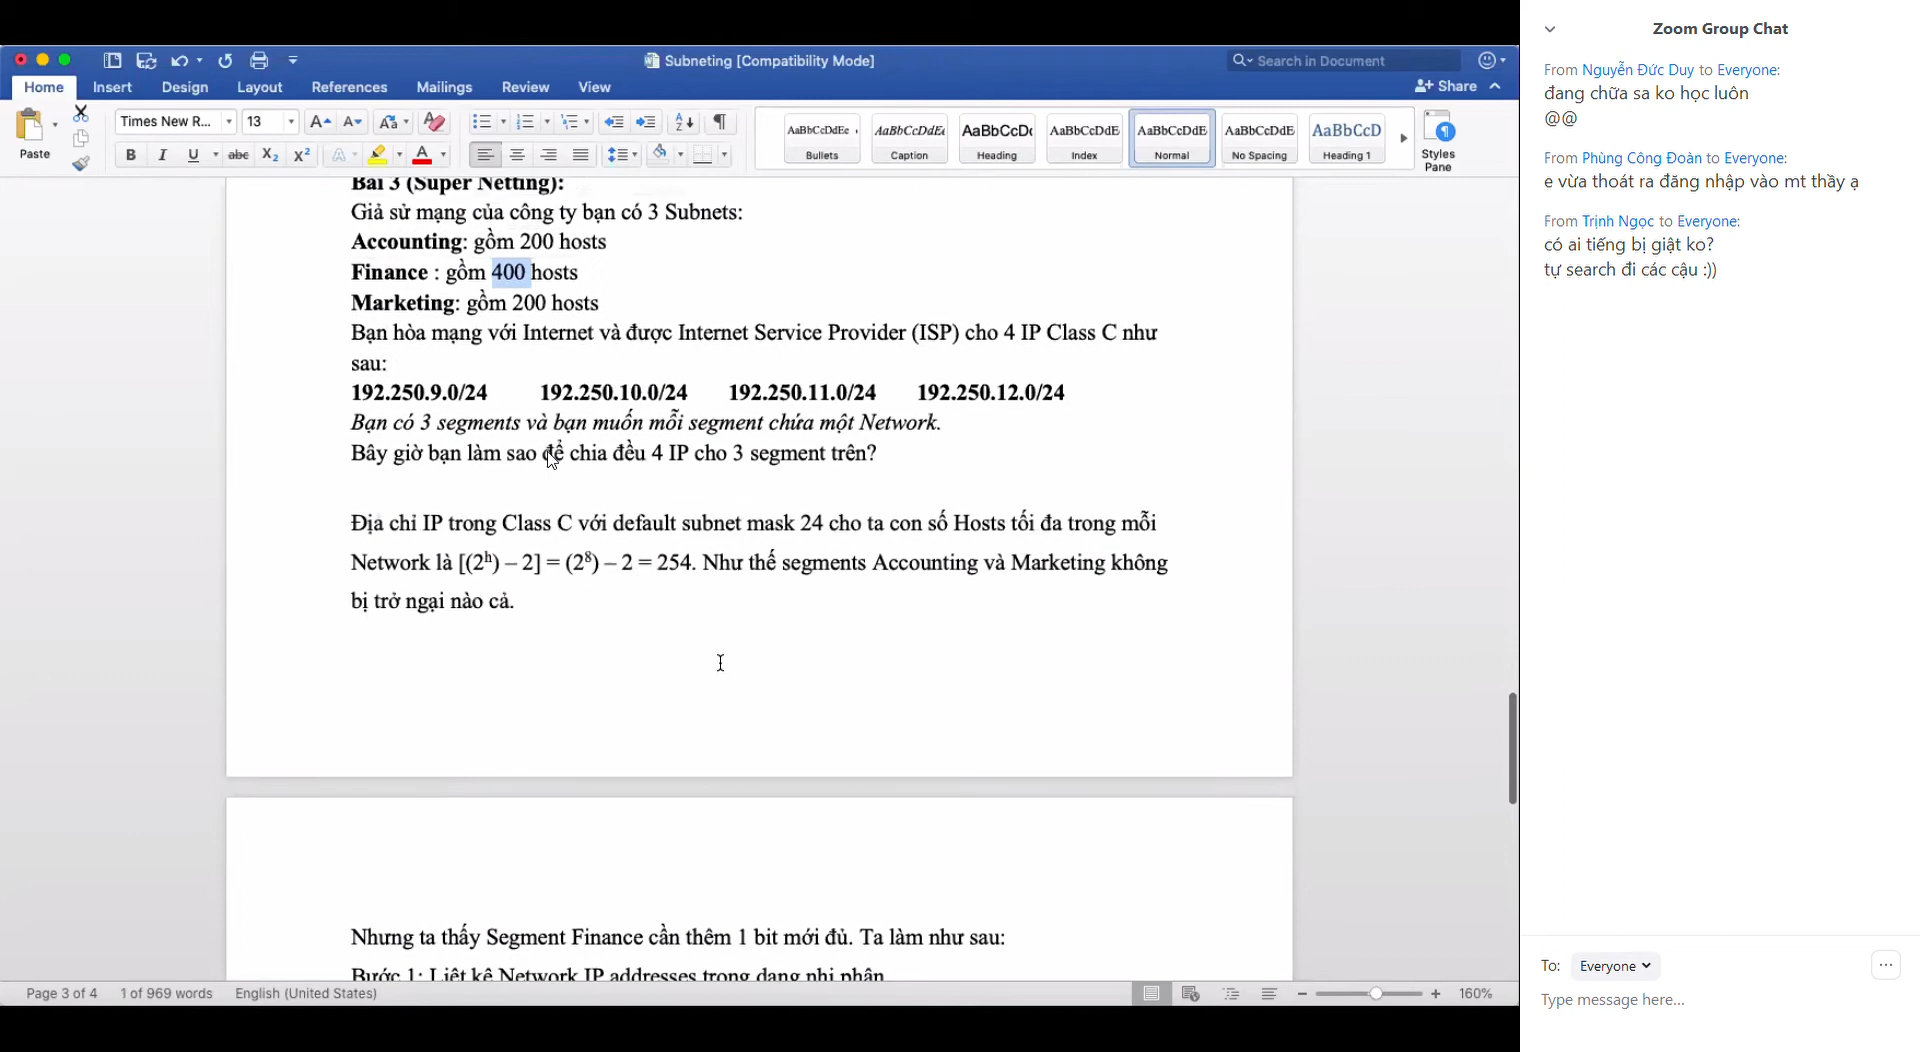 Subneting [Compatibility Mode]
Search in Document
Home Insert Design Layout References Mailings Review View
Share
Paste
Times New R... 13
AaBbCcDdEe
Bullets
AaBbCcDdEe
Caption
AaBbCcDc
Heading
AaBbCcDdE
Index
AaBbCcDdE
Normal
AaBbCcDdE
No Spacing
AaBbCcD
Heading 1
Styles
Pane
Bài 3 (Super Netting):
Giả sử mạng của công ty bạn có 3 Subnets:
Accounting: gồm 200 hosts
Finance : gồm 400 hosts
Marketing: gồm 200 hosts
Bạn hòa mạng với Internet và được Internet Service Provider (ISP) cho 4 IP Class C như
sau:
192.250.9.0/24 192.250.10.0/24 192.250.11.0/24 192.250.12.0/24
Bạn có 3 segments và bạn muốn mỗi segment chứa một Network.
Bây giờ bạn làm sao để chia đều 4 IP cho 3 segment trên?
Địa chỉ IP trong Class C với default subnet mask 24 cho ta con số Hosts tối đa trong mỗi
Network là [(2ʰ) – 2] = (2⁸) – 2 = 254. Như thế segments Accounting và Marketing không
bị trở ngại nào cả.
Nhưng ta thấy Segment Finance cần thêm 1 bit mới đủ. Ta làm như sau:
Bước 1: Liệt kê Network IP addresses trong dạng nhị phân
Page 3 of 4 1 of 969 words English (United States)
160%
Zoom Group Chat
From Nguyễn Đức Duy to Everyone:
đang chữa sa ko học luôn
@@
From Phùng Công Đoàn to Everyone:
e vừa thoát ra đăng nhập vào mt thầy ạ
From Trịnh Ngọc to Everyone:
có ai tiếng bị giật ko?
tự search đi các cậu :))
To: Everyone
Type message here...